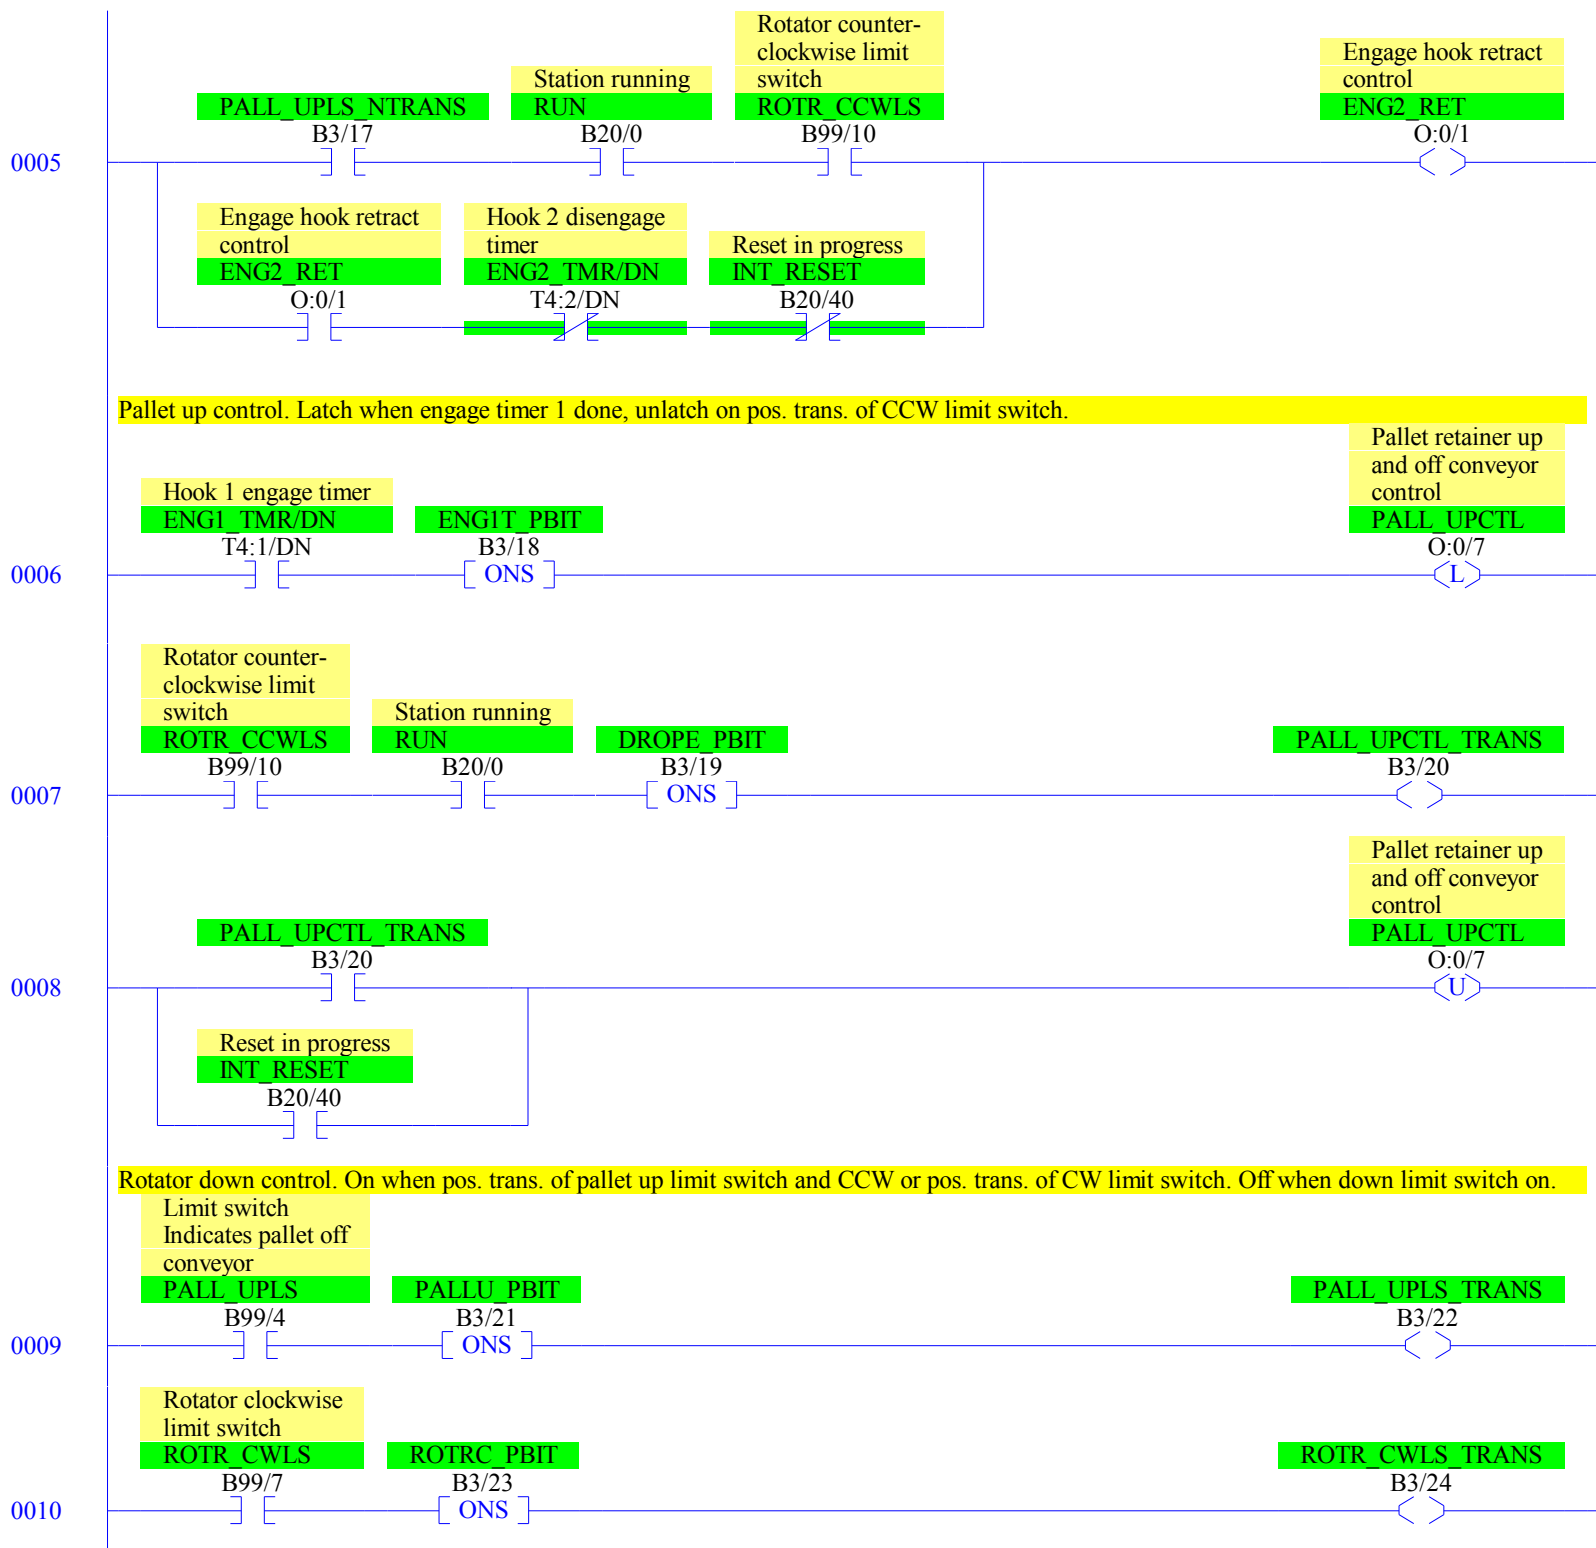 Rotator counter-
clockwise limit
switch
Station running
Engage hook retract
control
PALL_UPLS_NTRANS
RUN
ROTR_CCWLS
ENG2_RET
B3/17
B20/0
B99/10
O:0/1
0005
Engage hook retract
control
Hook 2 disengage
timer
Reset in progress
ENG2_RET
ENG2_TMR/DN
INT_RESET
O:0/1
T4:2/DN
B20/40
Pallet up control. Latch when engage timer 1 done, unlatch on pos. trans. of CCW limit switch.
Pallet retainer up
and off conveyor
control
Hook 1 engage timer
ENG1_TMR/DN
ENG1T_PBIT
PALL_UPCTL
T4:1/DN
B3/18
O:0/7
0006
ONS
L
Rotator counter-
clockwise limit
switch
Station running
ROTR_CCWLS
RUN
DROPE_PBIT
PALL_UPCTL_TRANS
B99/10
B20/0
B3/19
B3/20
0007
ONS
Pallet retainer up
and off conveyor
control
PALL_UPCTL_TRANS
PALL_UPCTL
B3/20
O:0/7
0008
U
Reset in progress
INT_RESET
B20/40
Rotator down control. On when pos. trans. of pallet up limit switch and CCW or pos. trans. of CW limit switch. Off when down limit switch on.
Limit switch
Indicates pallet off
conveyor
PALL_UPLS
PALLU_PBIT
PALL_UPLS_TRANS
B99/4
B3/21
B3/22
0009
ONS
Rotator clockwise
limit switch
ROTR_CWLS
ROTRC_PBIT
ROTR_CWLS_TRANS
B99/7
B3/23
B3/24
0010
ONS